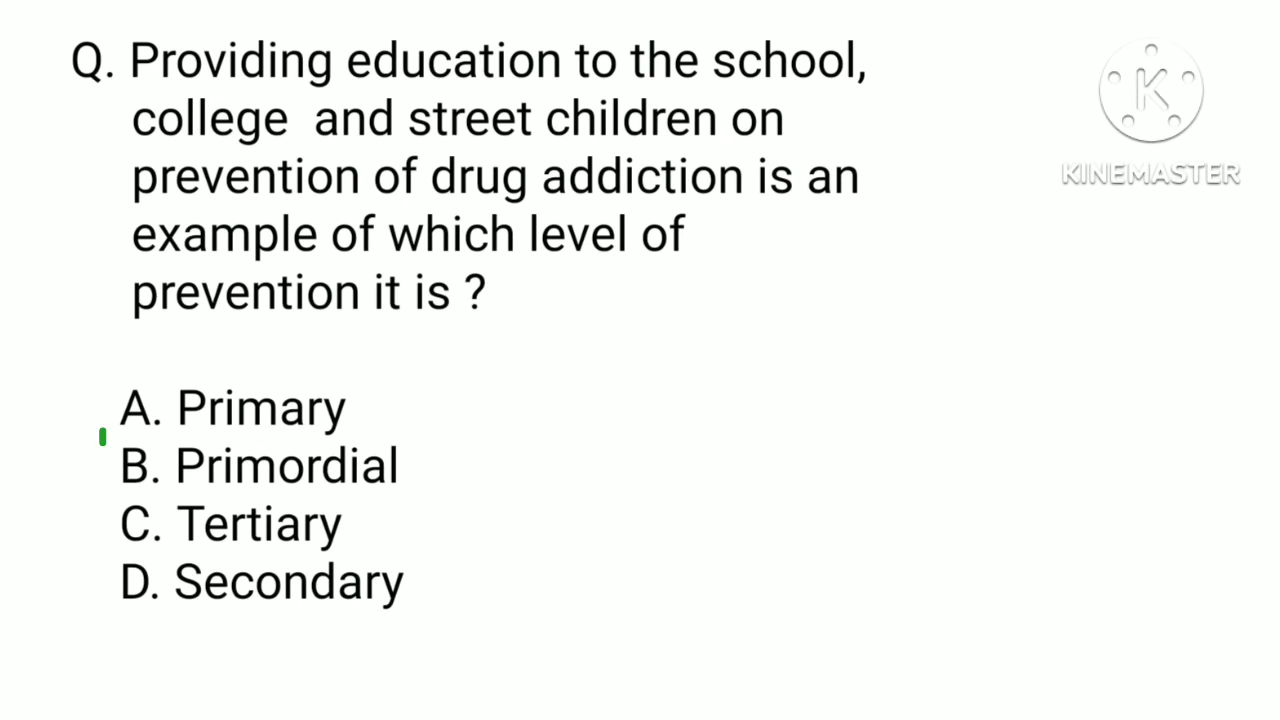 Q. Providing education to the school,
college and street children on
prevention of drug addiction is an
example of which level of
prevention it is ?
A. Primary
B. Primordial
C. Tertiary
D. Secondary
K
KINEMASTER